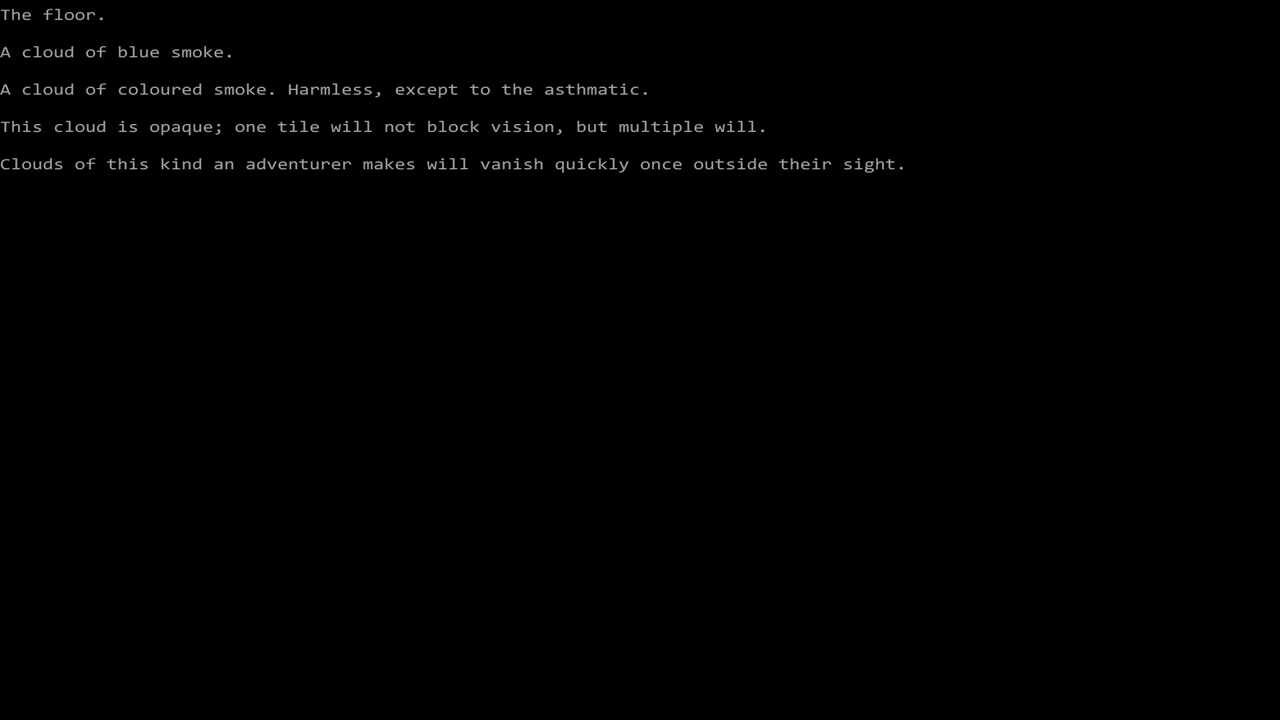 The floor.
A cloud of blue smoke.
A cloud of coloured smoke. Harmless, except to the asthmatic.
This cloud is opaque; one tile will not block vision, but multiple will.
Clouds of this kind an adventurer makes will vanish quickly once outside their sight.